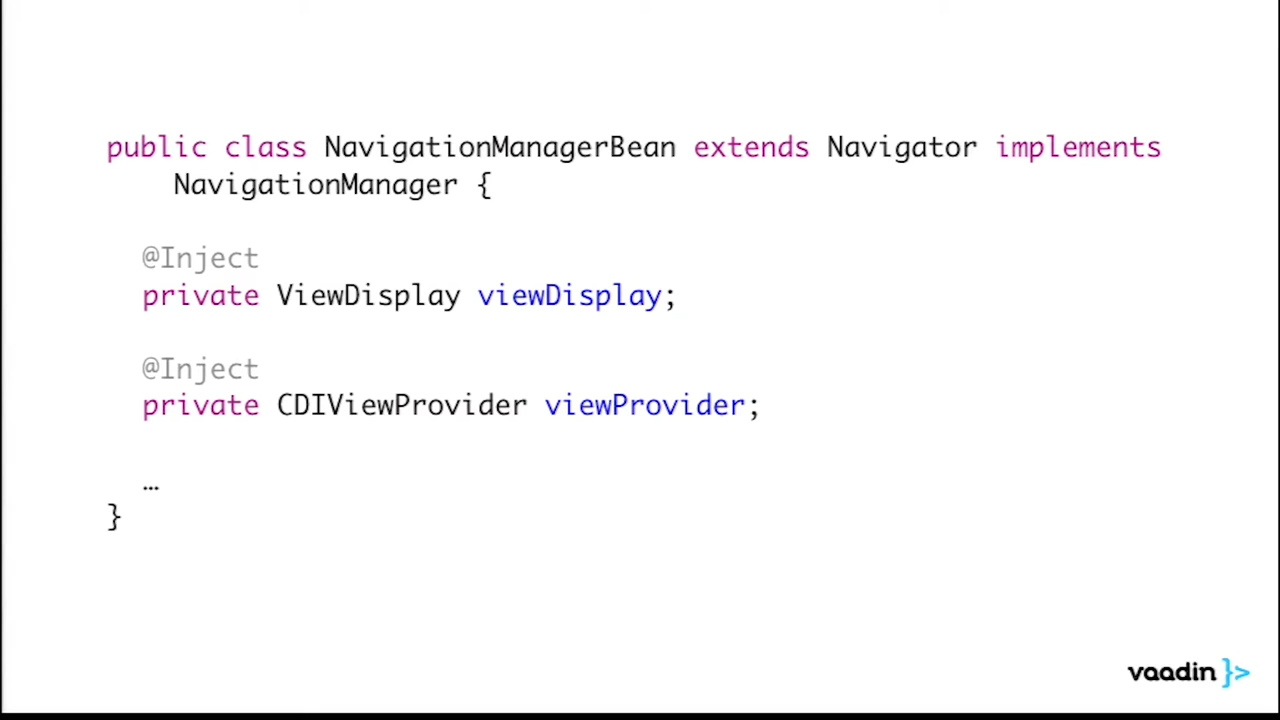 public class NavigationManagerBean extends Navigator implements
NavigationManager {
@Inject
private ViewDisplay viewDisplay;
@Inject
private CDIViewProvider viewProvider;
…
}
vaadin }>